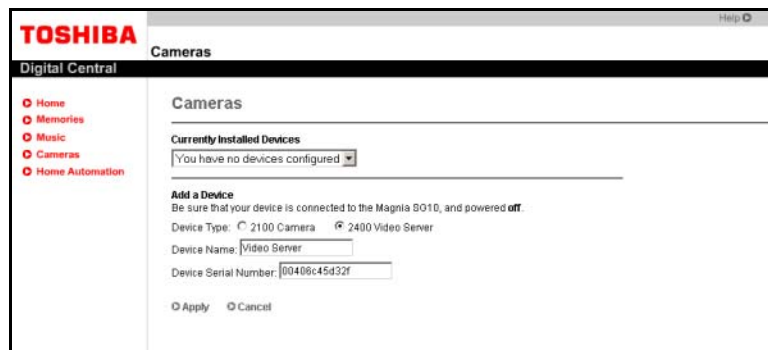 Help
TOSHIBA
Cameras
Digital Central
Home
Memories
Music
Cameras
Home Automation
Cameras
Currently Installed Devices
You have no devices configured
Add a Device
Be sure that your device is connected to the Magnia SG10, and powered off.
Device Type: 2100 Camera 2400 Video Server
Device Name: Video Server
Device Serial Number: 00406c45d32f
Apply Cancel